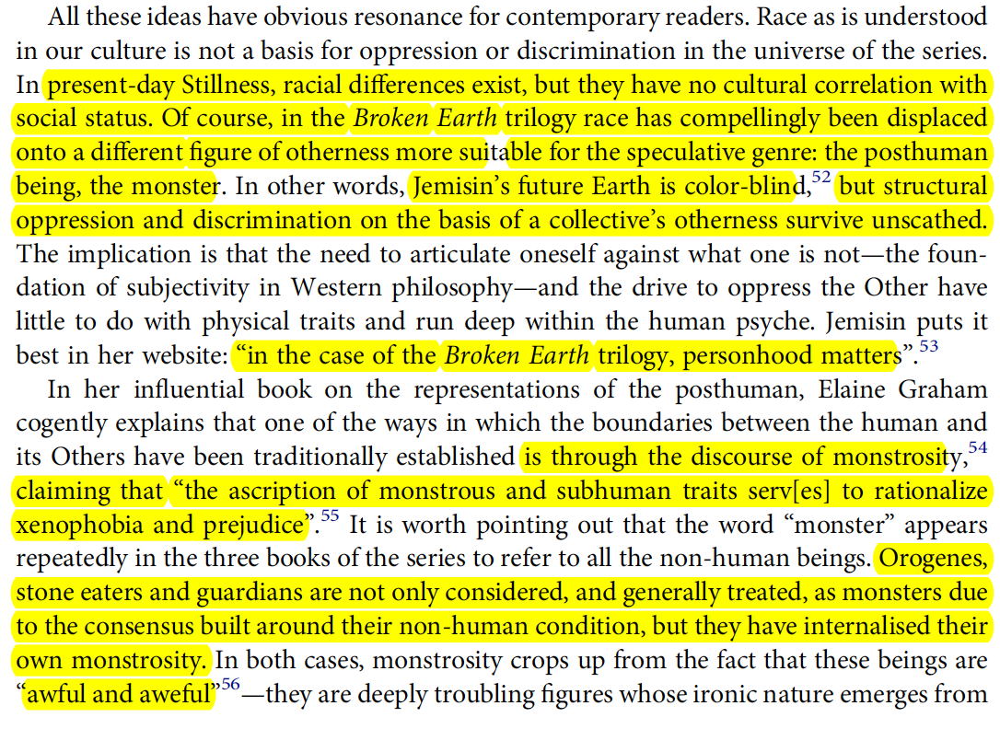 All these ideas have obvious resonance for contemporary readers. Race as is understood
in our culture is not a basis for oppression or discrimination in the universe of the series.
In present-day Stillness, racial differences exist, but they have no cultural correlation with
social status. Of course, in the Broken Earth trilogy race has compellingly been displaced
onto a different figure of otherness more suitable for the speculative genre: the posthuman
being, the monster. In other words, Jemisin’s future Earth is color-blind,52 but structural
oppression and discrimination on the basis of a collective’s otherness survive unscathed.
The implication is that the need to articulate oneself against what one is not—the foun-
dation of subjectivity in Western philosophy—and the drive to oppress the Other have
little to do with physical traits and run deep within the human psyche. Jemisin puts it
best in her website: “in the case of the Broken Earth trilogy, personhood matters”.53
In her influential book on the representations of the posthuman, Elaine Graham
cogently explains that one of the ways in which the boundaries between the human and
its Others have been traditionally established is through the discourse of monstrosity,54
claiming that “the ascription of monstrous and subhuman traits serv[es] to rationalize
xenophobia and prejudice”.55 It is worth pointing out that the word “monster” appears
repeatedly in the three books of the series to refer to all the non-human beings. Orogenes,
stone eaters and guardians are not only considered, and generally treated, as monsters due
to the consensus built around their non-human condition, but they have internalised their
own monstrosity. In both cases, monstrosity crops up from the fact that these beings are
“awful and aweful”56—they are deeply troubling figures whose ironic nature emerges from